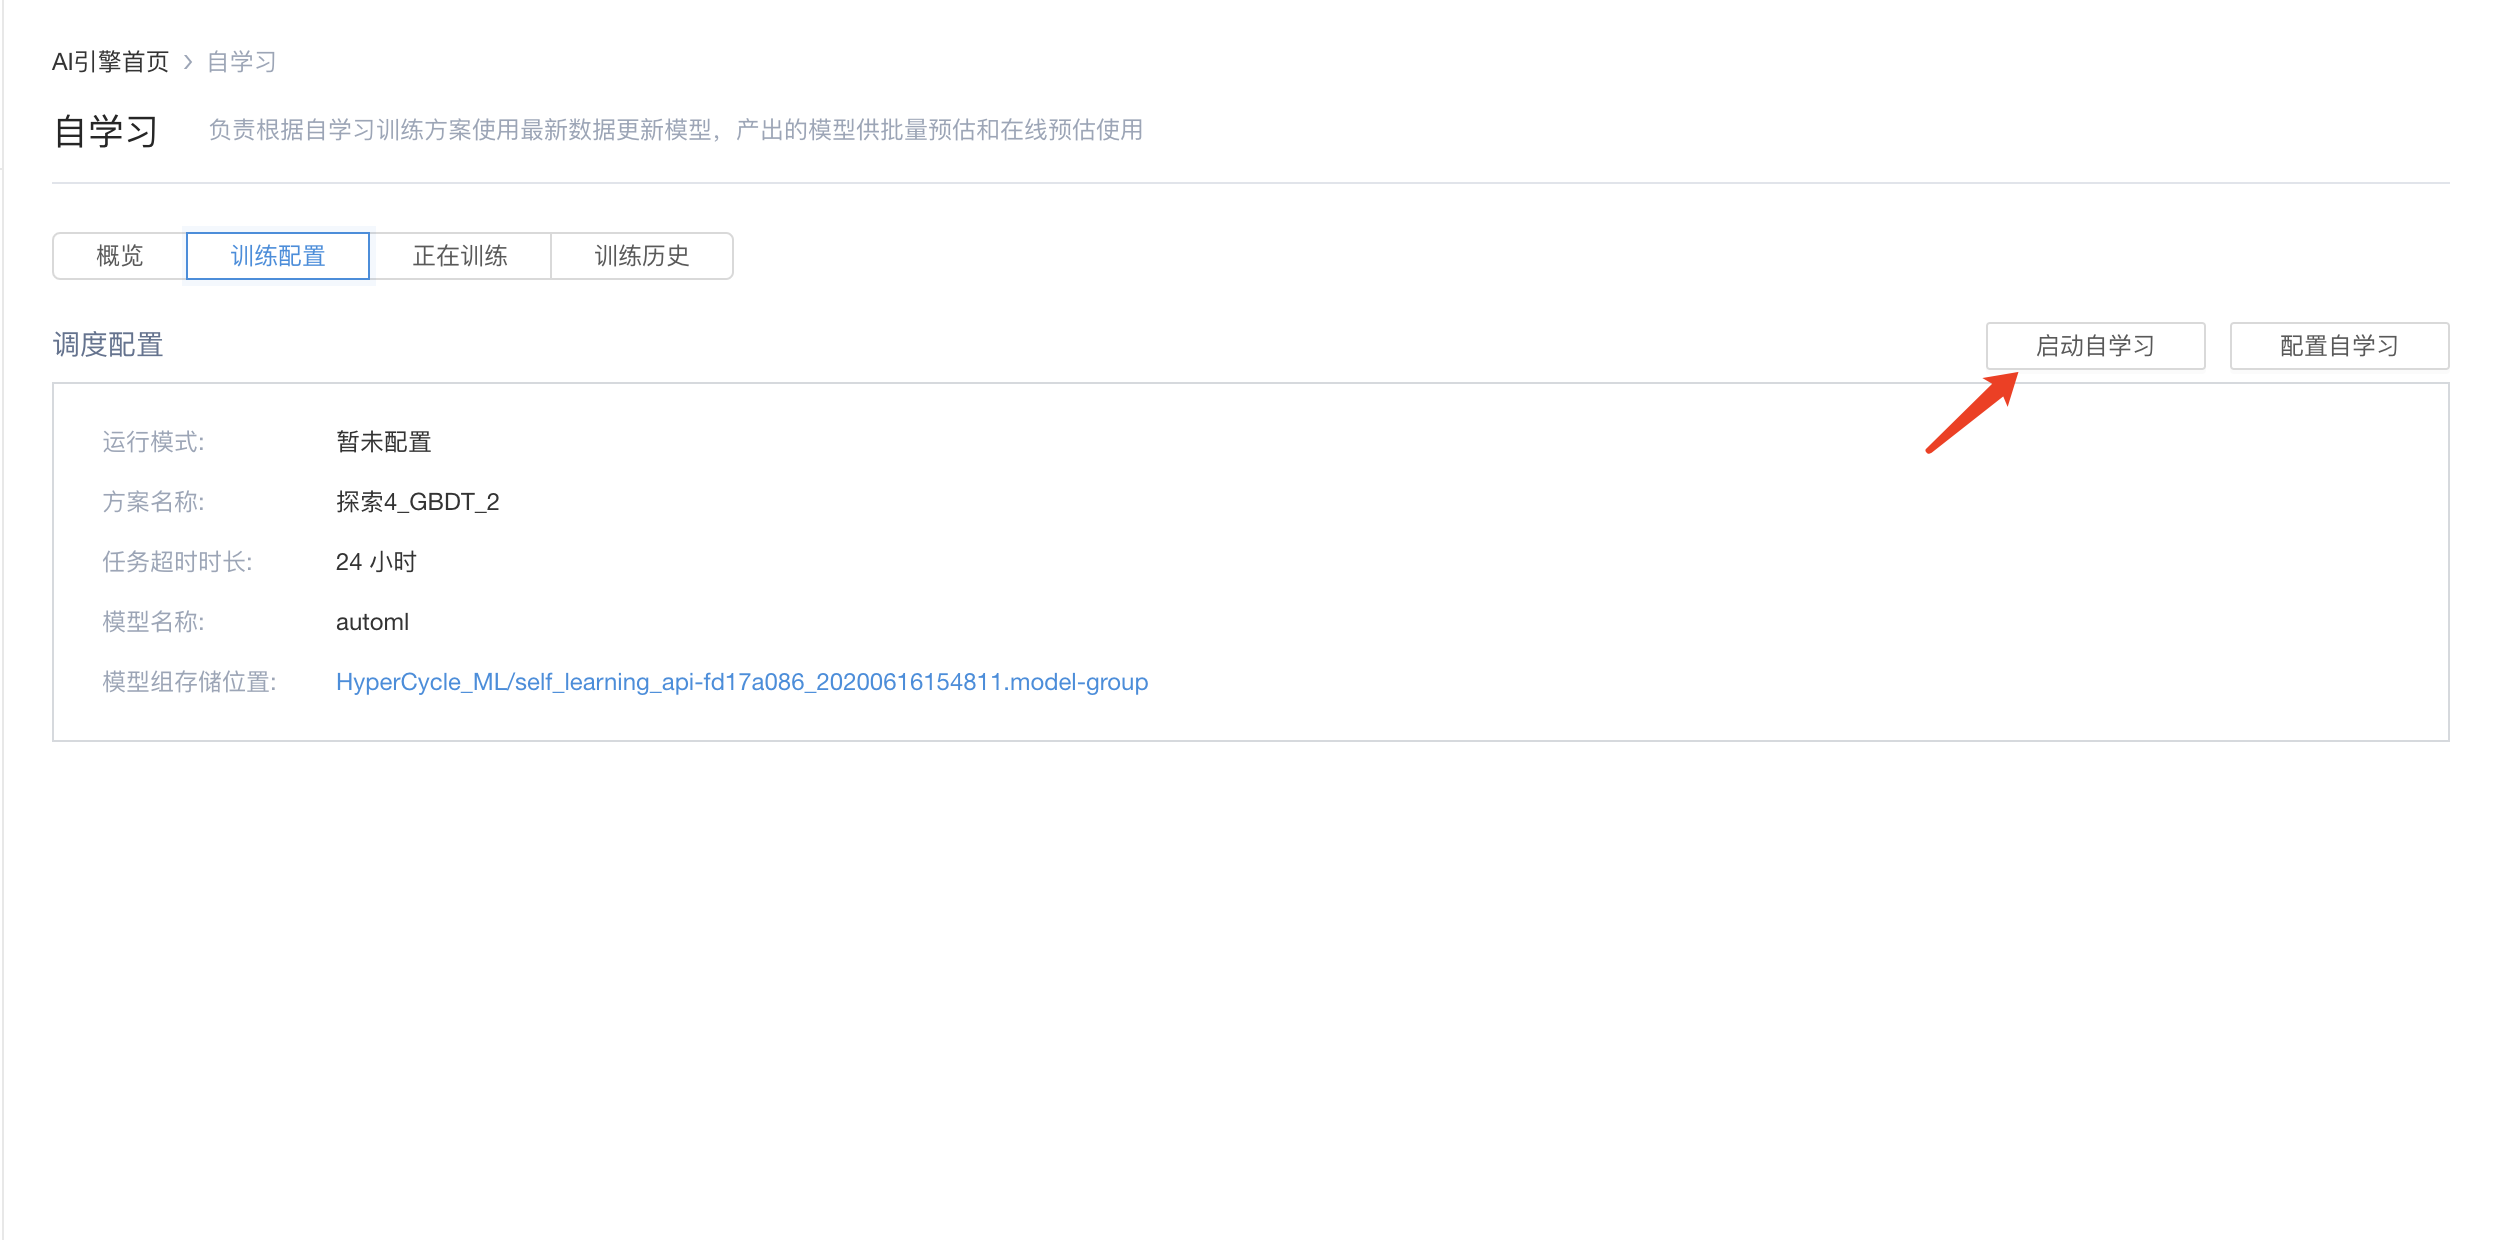 AI引擎首页 > 自学习
自学习 负责根据自学习训练方案使用最新数据更新模型，产出的模型供批量预估和在线预估使用
概览 训练配置 正在训练 训练历史
调度配置 启动自学习 配置自学习
运行模式: 暂未配置
方案名称: 探索4_GBDT_2
任务超时时长: 24 小时
模型名称: automl
模型组存储位置: HyperCycle_ML/self_learning_api-fd17a086_20200616154811.model-group